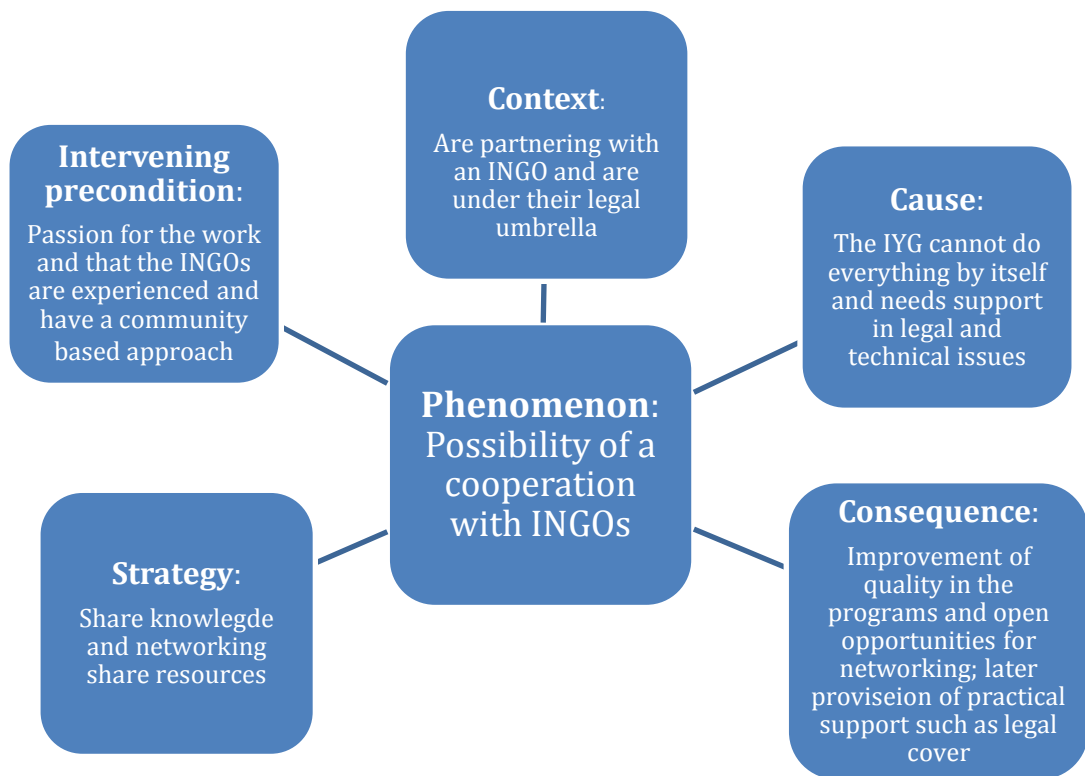 Context:
Are partnering with
an INGO and are
under their legal
umbrella
Intervening
precondition:
Passion for the work
and that the INGOs
are experienced and
have a community
based approach
Cause:
The IYG cannot do
everything by itself
and needs support
in legal and
technical issues
Phenomenon:
Possibility of a
cooperation
with INGOs
Strategy:
Share knowlegde
and networking
share resources
Consequence:
Improvement of
quality in the
programs and open
opportunities for
networking; later
proviseion of practical
support such as legal
cover